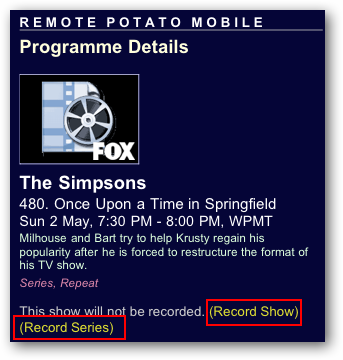 REMOTE POTATO MOBILE
Programme Details
FOX
The Simpsons
480. Once Upon a Time in Springfield
Sun 2 May, 7:30 PM - 8:00 PM, WPMT
Milhouse and Bart try to help Krusty regain his
popularity after he is forced to restructure the format of
his TV show.
Series, Repeat
This show will not be recorded. (Record Show)
(Record Series)